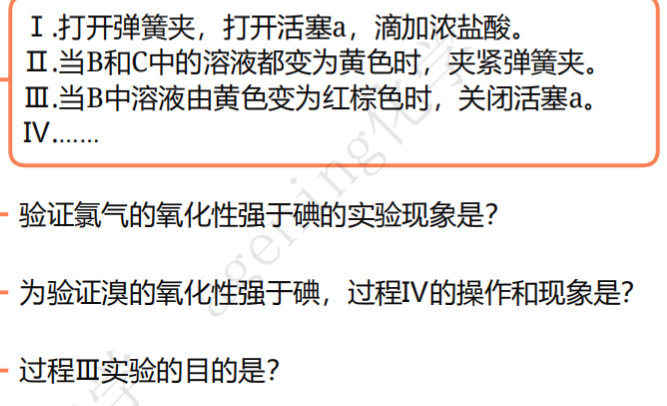 Ⅰ.打开弹簧夹，打开活塞a，滴加浓盐酸。
Ⅱ.当B和C中的溶液都变为黄色时，夹紧弹簧夹。
Ⅲ.当B中溶液由黄色变为红棕色时，关闭活塞a。
Ⅳ.......
验证氯气的氧化性强于碘的实验现象是？
为验证溴的氧化性强于碘，过程Ⅳ的操作和现象是？
过程Ⅲ实验的目的是？